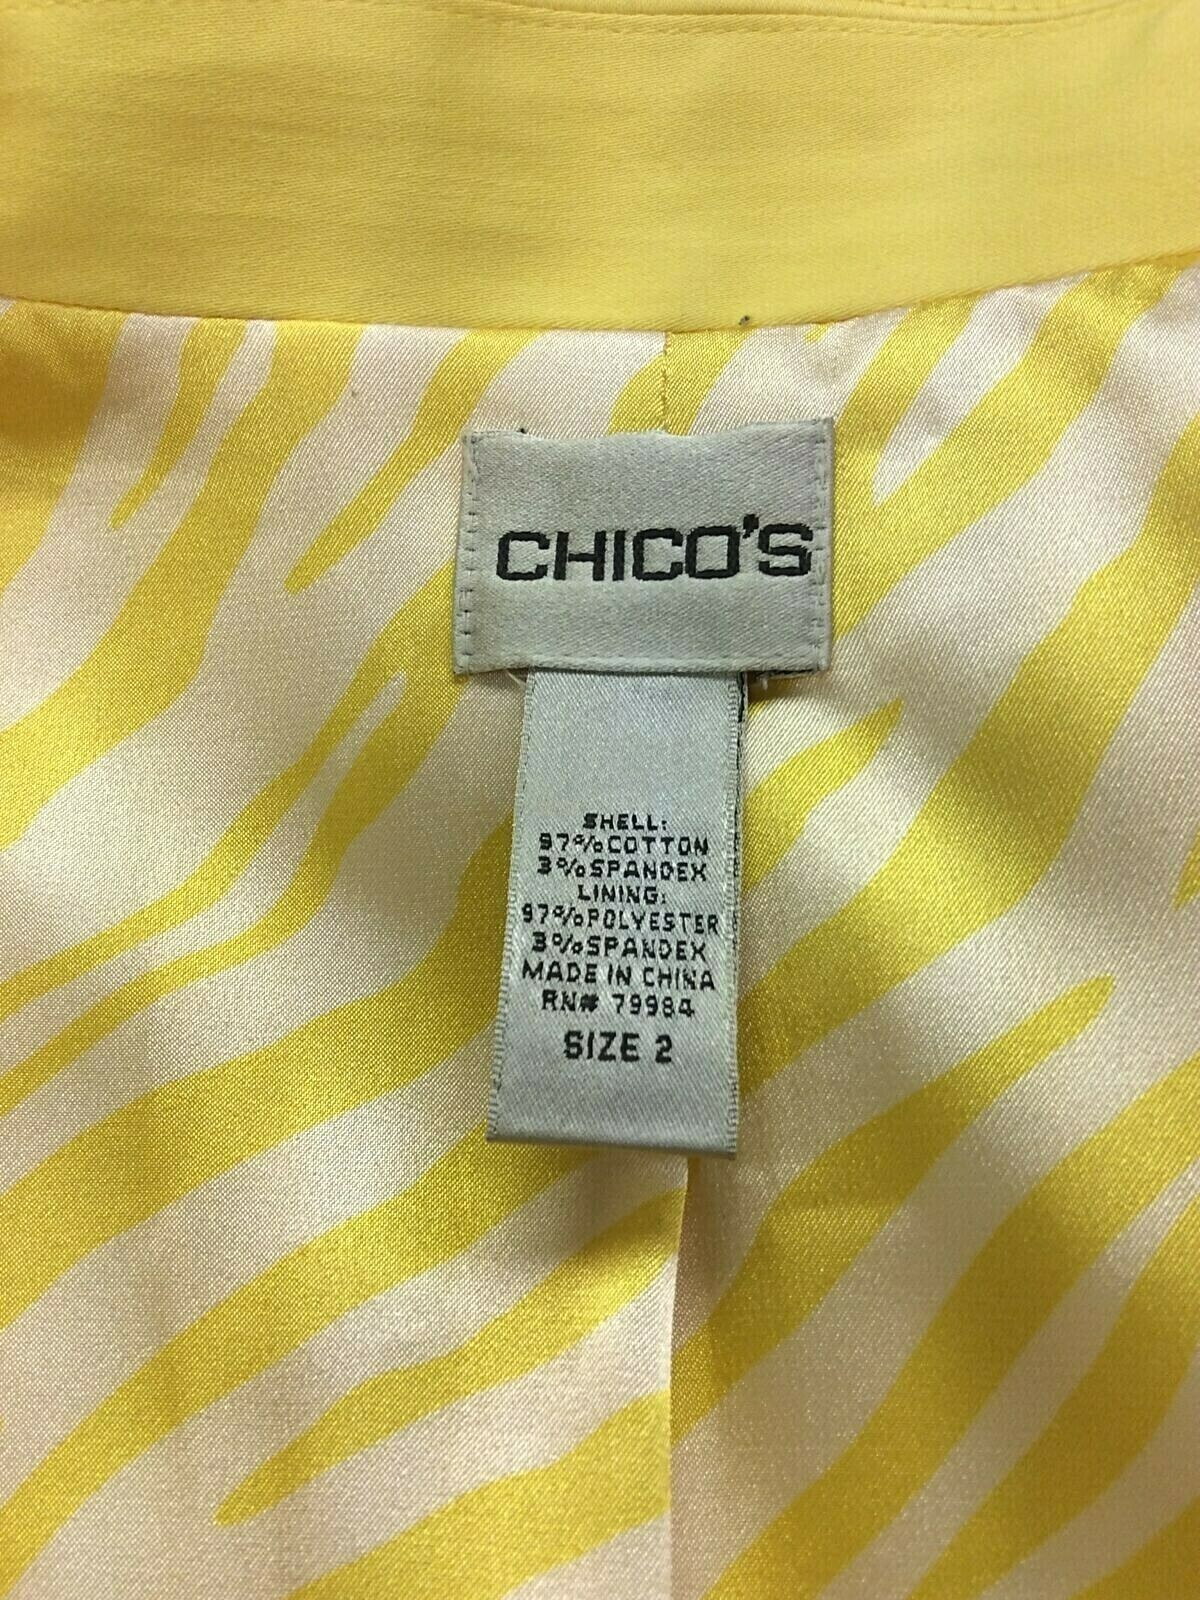 CHICO'S
SHELL:
97% COTTON
3% SPANDEX
LINING:
97% POLYESTER
3% SPANDEX
MADE IN CHINA
RN# 79984
SIZE 2